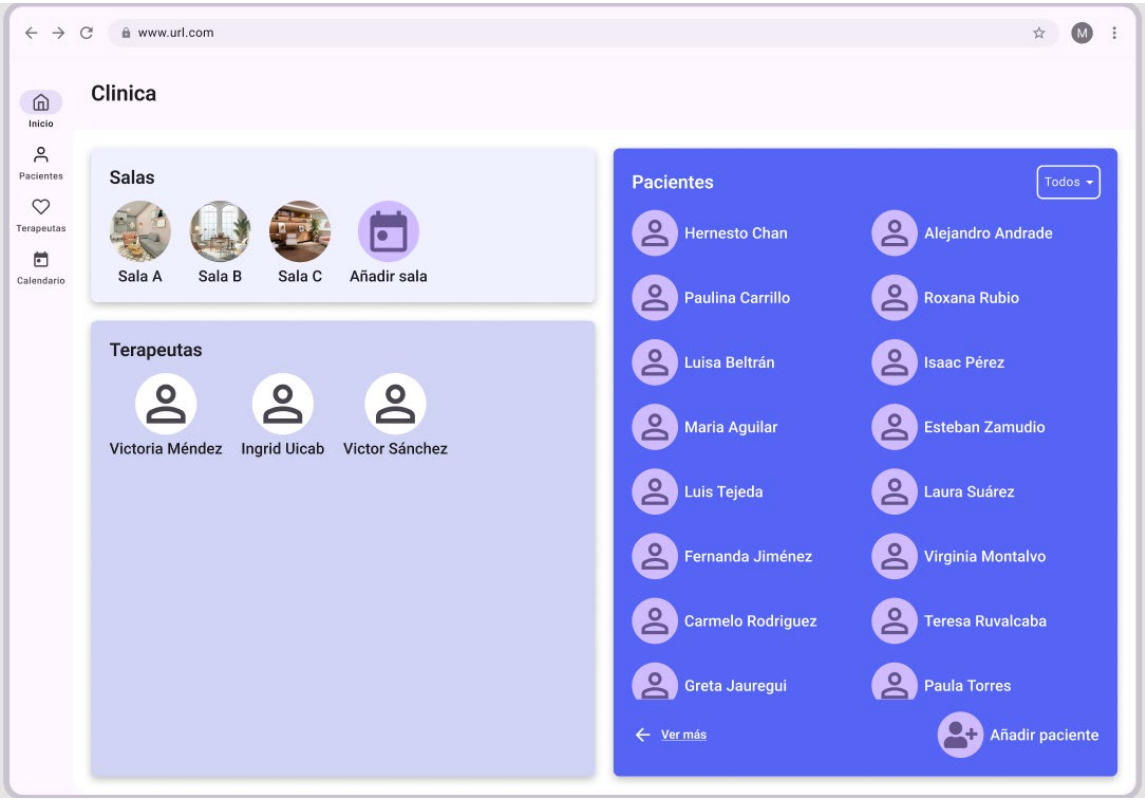 www.url.com
M
Clinica
Inicio
Pacientes
Terapeutas
Calendario
Salas
Sala A
Sala B
Sala C
Añadir sala
Terapeutas
Victoria Méndez
Ingrid Uicab
Victor Sánchez
Pacientes
Todos
Hernesto Chan
Alejandro Andrade
Paulina Carrillo
Roxana Rubio
Luisa Beltrán
Isaac Pérez
Maria Aguilar
Esteban Zamudio
Luis Tejeda
Laura Suárez
Fernanda Jiménez
Virginia Montalvo
Carmelo Rodriguez
Teresa Ruvalcaba
Greta Jauregui
Paula Torres
Ver más
Añadir paciente